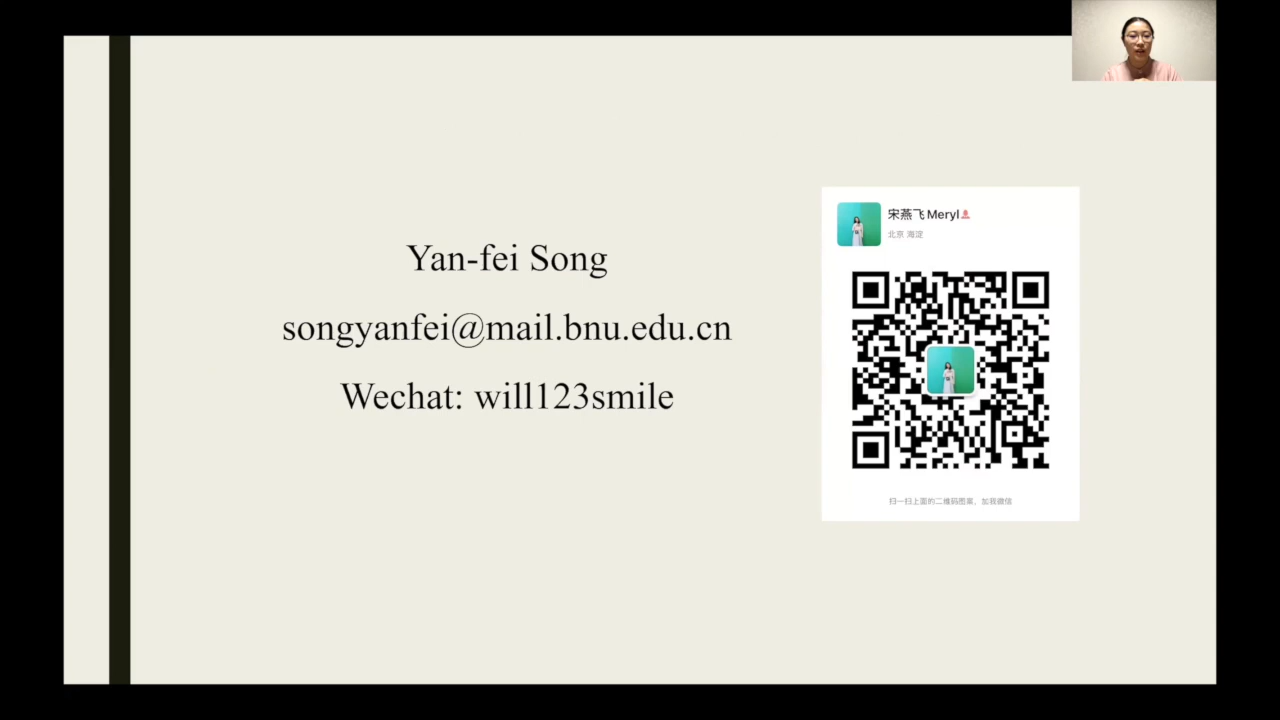 Yan-fei Song
songyanfei@mail.bnu.edu.cn
Wechat: will123smile
宋燕飞 Meryl
北京 海淀
扫一扫上面的二维码图案，加我微信